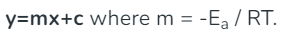 y=mx+c where m = -Eₐ / RT.